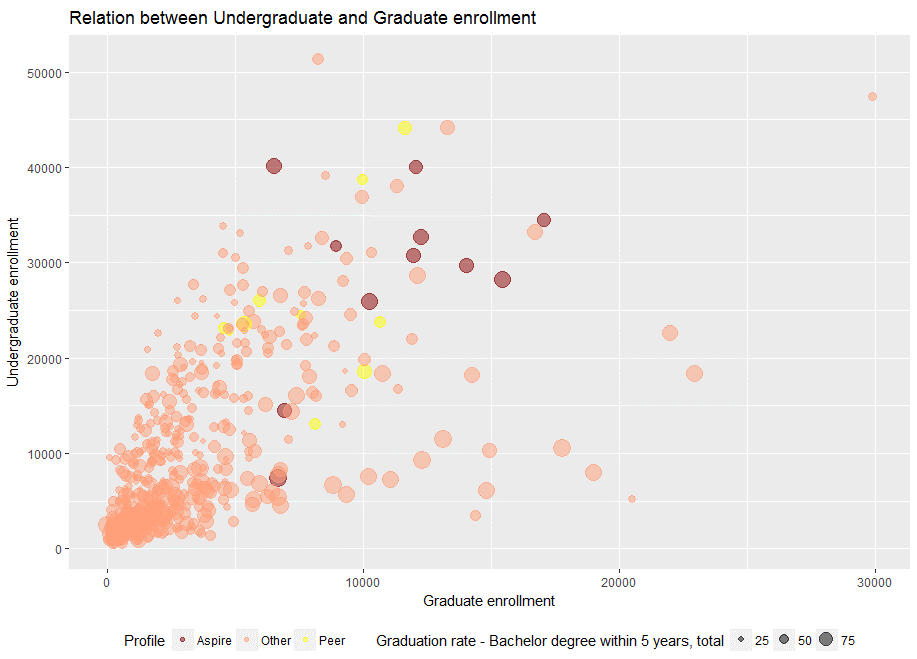 Relation between Undergraduate and Graduate enrollment
Undergraduate enrollment
50000
40000
30000
20000
10000
0
0 10000 20000 30000
Graduate enrollment
Profile Aspire Other Peer Graduation rate - Bachelor degree within 5 years, total 25 50 75